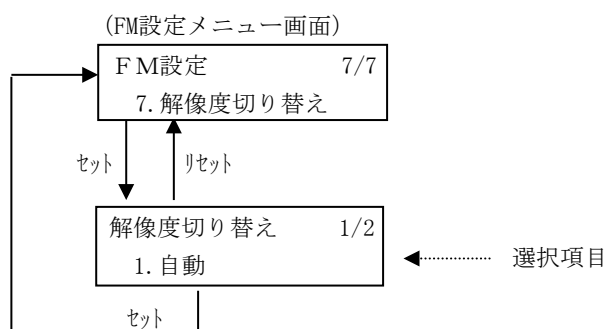 (FM設定メニュー画面)
ＦＭ設定 7/7
7.解像度切り替え
ｾｯﾄ ﾘｾｯﾄ
解像度切り替え 1/2
1.自動
選択項目
ｾｯﾄ